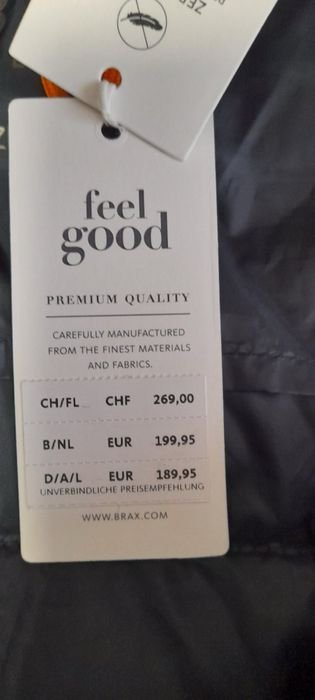 feel
good
PREMIUM QUALITY
CAREFULLY MANUFACTURED
FROM THE FINEST MATERIALS
AND FABRICS.
CH/FL CHF 269,00
B/NL EUR 199,95
D/A/L EUR 189,95
UNVERBINDLICHE PREISEMPFEHLUNG
WWW.BRAX.COM